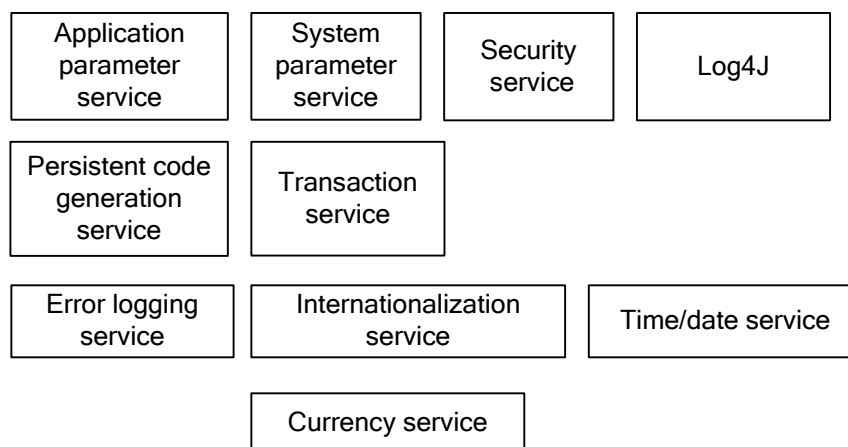 Application
parameter
service
System
parameter
service
Security
service
Log4J
Persistent code
generation
service
Transaction
service
Error logging
service
Internationalization
service
Time/date service
Currency service